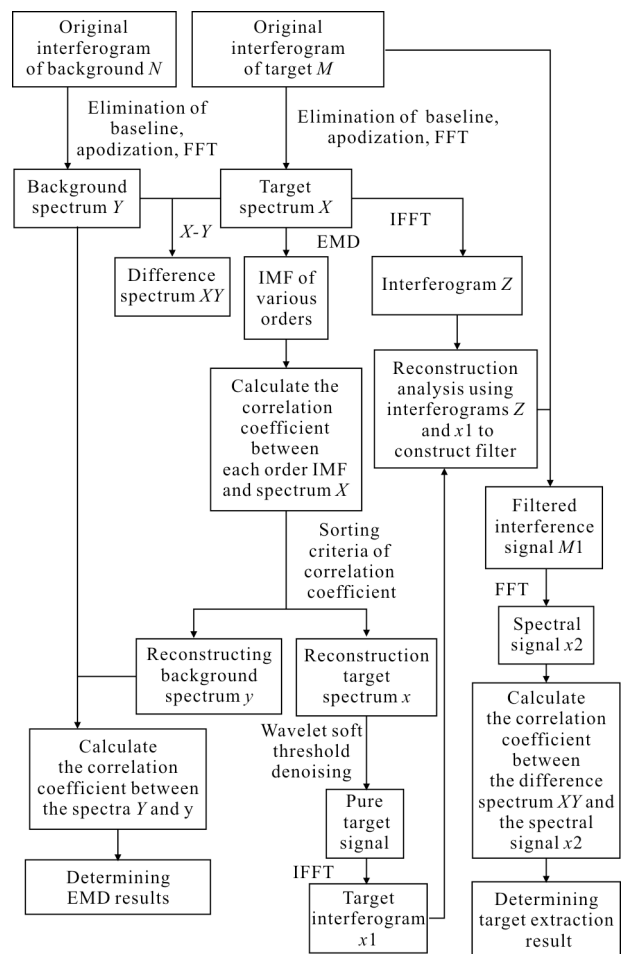 Original
interferogram
of background N
Original
interferogram
of target M
Elimination of
baseline,
apodization, FFT
Elimination of baseline,
apodization, FFT
Background
spectrum Y
Target
spectrum X
X-Y
EMD
IFFT
Difference
spectrum XY
IMF of
various
orders
Interferogram Z
Calculate the
correlation
coefficient
between
each order IMF
and spectrum X
Reconstruction
analysis using
interferograms Z
and x1 to
construct filter
Sorting
criteria of
correlation
coefficient
Filtered
interference
signal M1
FFT
Spectral
signal x2
Reconstructing
background
spectrum y
Reconstruction
target
spectrum x
Wavelet soft
threshold
denoising
Calculate
the correlation
coefficient between
the spectra Y and y
Calculate
the correlation
coefficient
between
the difference
spectrum XY and
the spectral
signal x2
Pure
target
signal
IFFT
Determining
EMD results
Target
interferogram
x1
Determining
target extraction
result